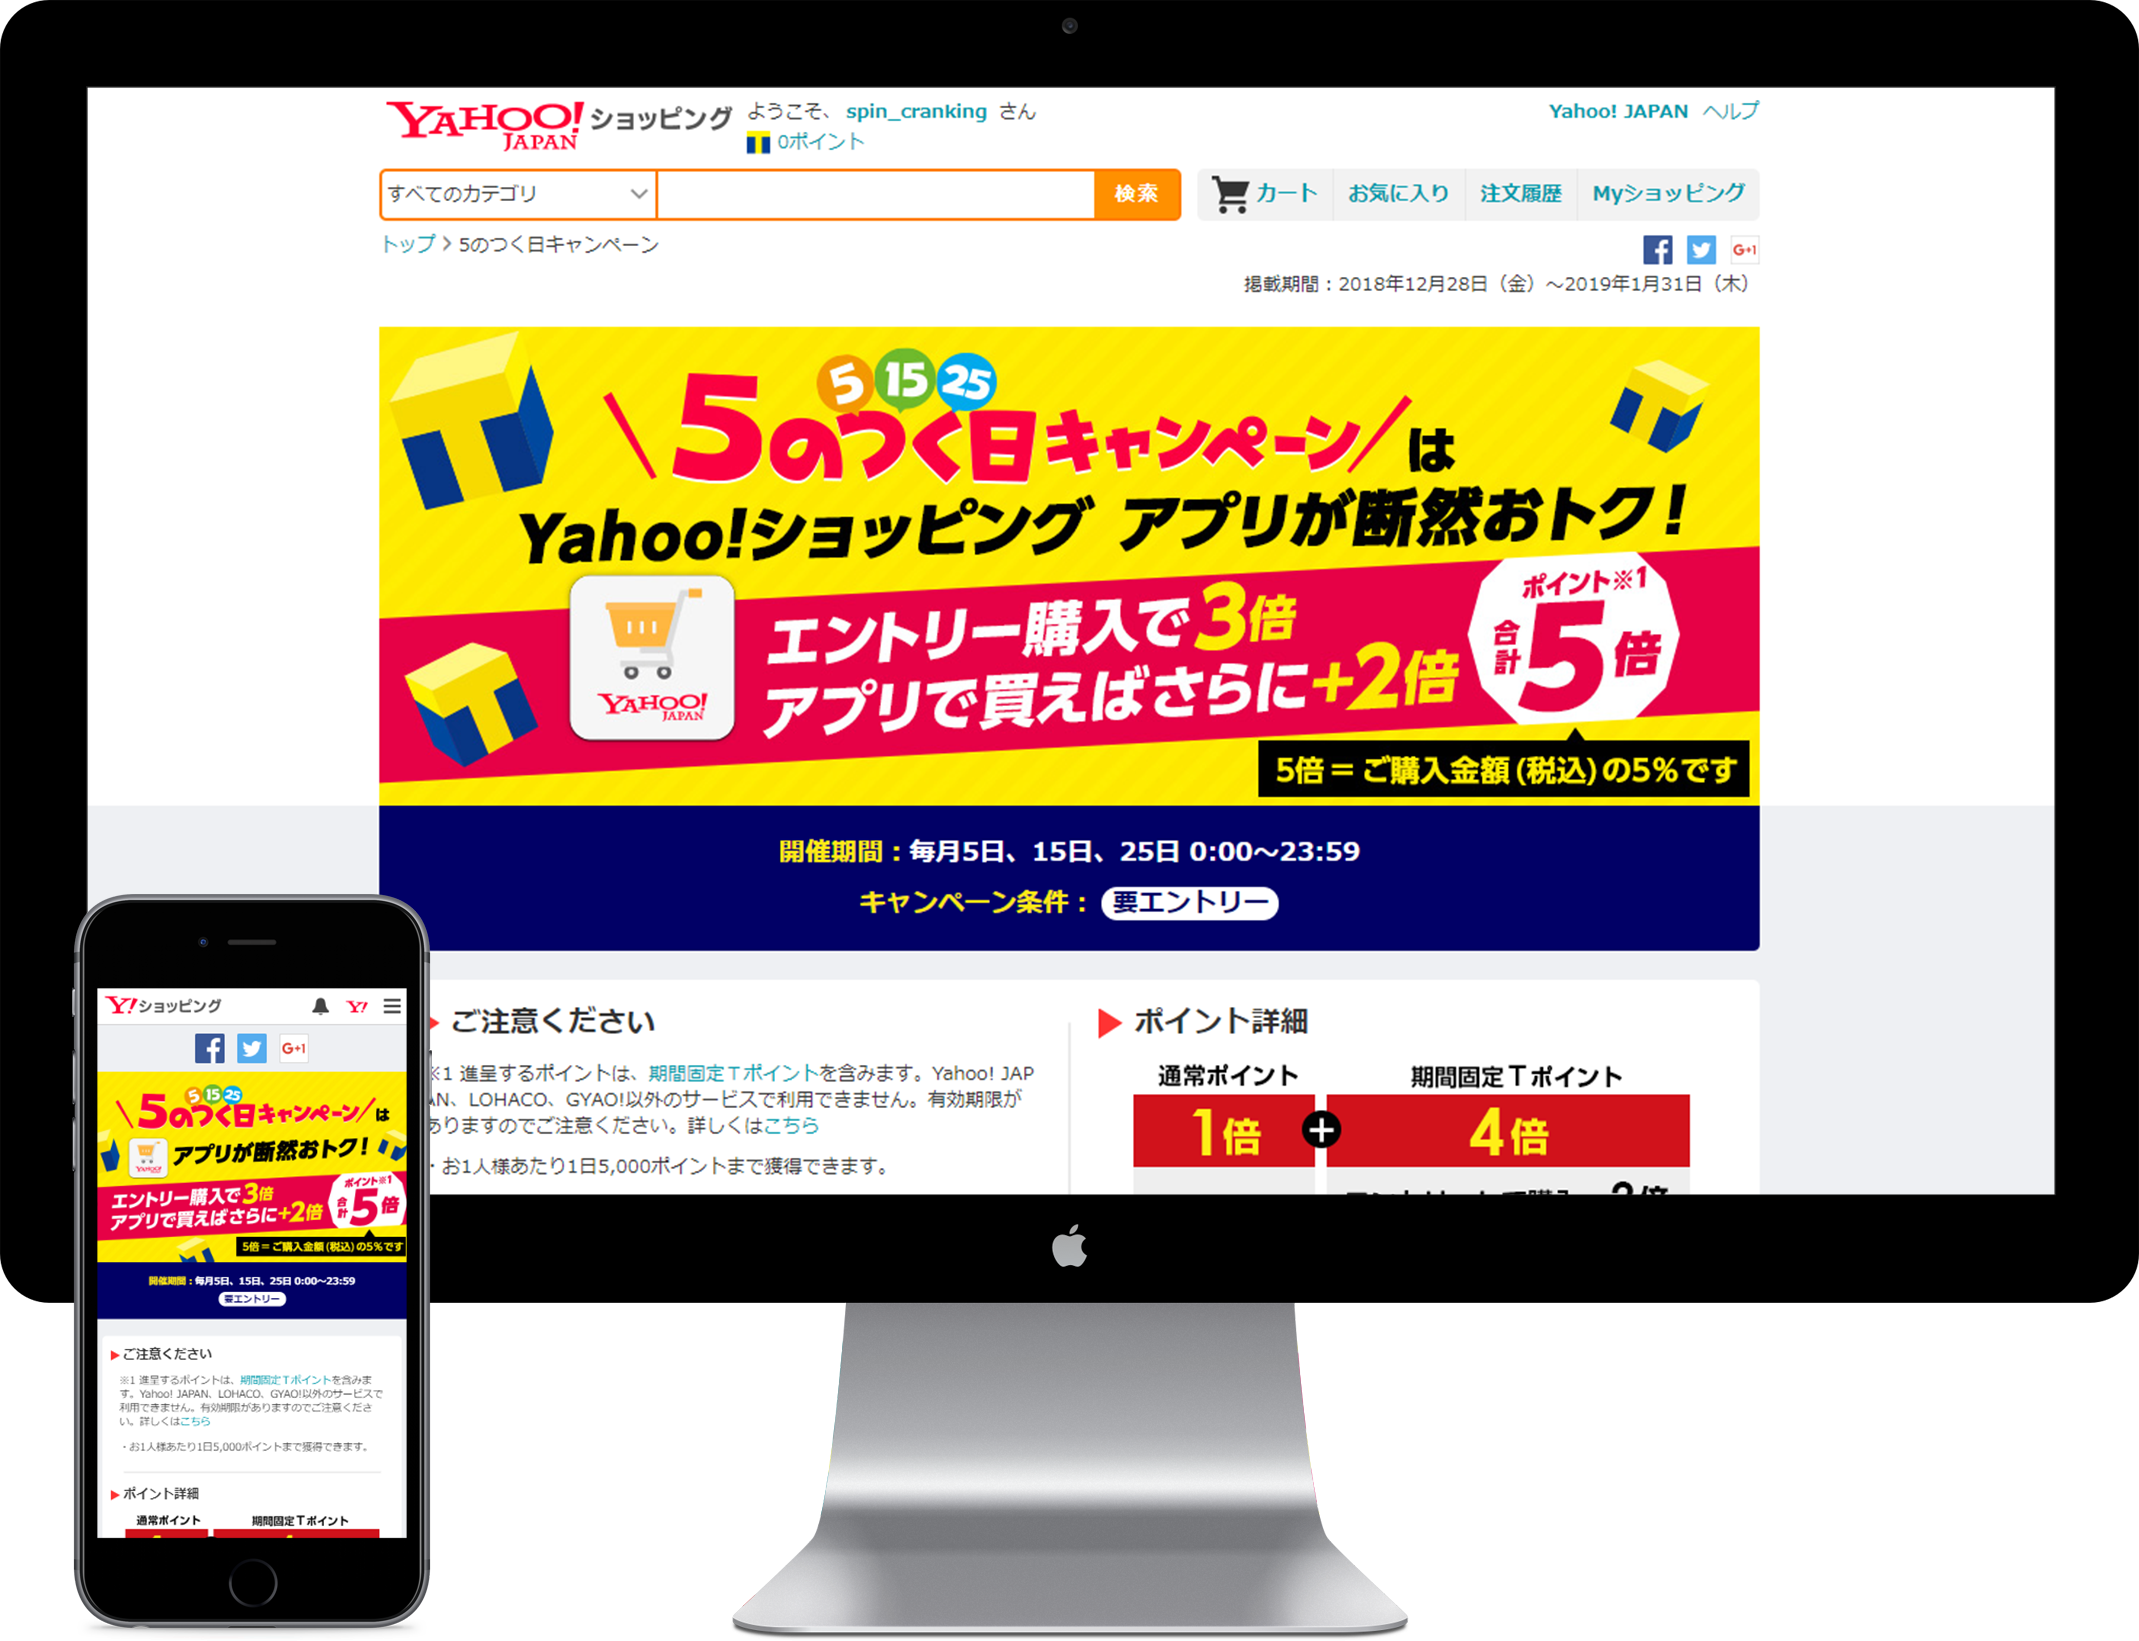 YAHOO! JAPAN ショッピング
ようこそ、 spin_cranking さん
0ポイント
Yahoo! JAPAN ヘルプ
すべてのカテゴリ
検索
カート
お気に入り
注文履歴
Myショッピング
トップ > 5のつく日キャンペーン
G+1
掲載期間：2018年12月28日（金）～2019年1月31日（木）
5 15 25
\5のつく日キャンペーン/は
Yahoo!ショッピング アプリが断然おトク！
YAHOO! JAPAN
エントリー購入で3倍
アプリで買えばさらに+2倍
ポイント※1
合計5倍
5倍＝ご購入金額(税込)の5%です
開催期間：毎月5日、15日、25日 0:00～23:59
キャンペーン条件： 要エントリー
ご注意ください
※1 進呈するポイントは、期間固定Ｔポイントを含みます。Yahoo! JAP
AN、LOHACO、GYAO!以外のサービスで利用できません。有効期限が
ありますのでご注意ください。詳しくはこちら
・お1人様あたり1日5,000ポイントまで獲得できます。
ポイント詳細
通常ポイント
期間固定Ｔポイント
1倍 + 4倍
Y!ショッピング
Y!
G+1
5 15 25
\5のつく日キャンペーン/は
YAHOO!
アプリが断然おトク！
エントリー購入で3倍
アプリで買えばさらに+2倍
ポイント※1
合計5倍
5倍＝ご購入金額(税込)の5%です
開催期間：毎月5日、15日、25日 0:00～23:59
要エントリー
ご注意ください
※1 進呈するポイントは、期間固定Ｔポイントを含みま
す。Yahoo! JAPAN、LOHACO、GYAO!以外のサービスで
利用できません。有効期限がありますのでご注意くださ
い。詳しくはこちら
・お1人様あたり1日5,000ポイントまで獲得できます。
ポイント詳細
通常ポイント
期間固定Ｔポイント